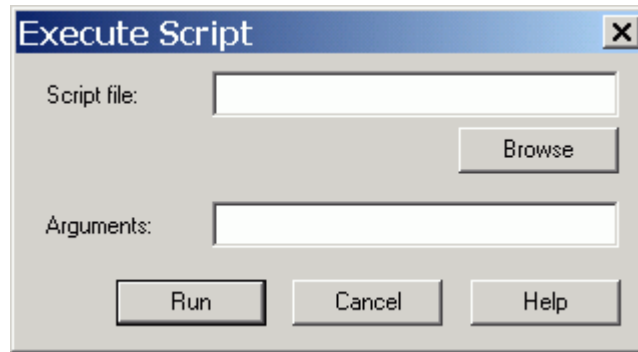 Execute Script
Script file:
Browse
Arguments:
Run Cancel Help